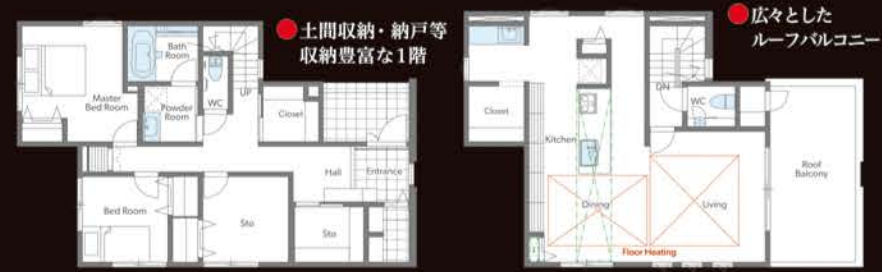 ● 土間収納・納戸等
収納豊富な1階
Bath
Room
Master
Bed Room
Powder
Room
WC
UP
Closet
Hall
Entrance
Bed Room
Sto
Sto
● 広々とした
ルーフバルコニー
Closet
Kitchen
DN
WC
Dining
Living
Roof
Balcony
Floor Heating